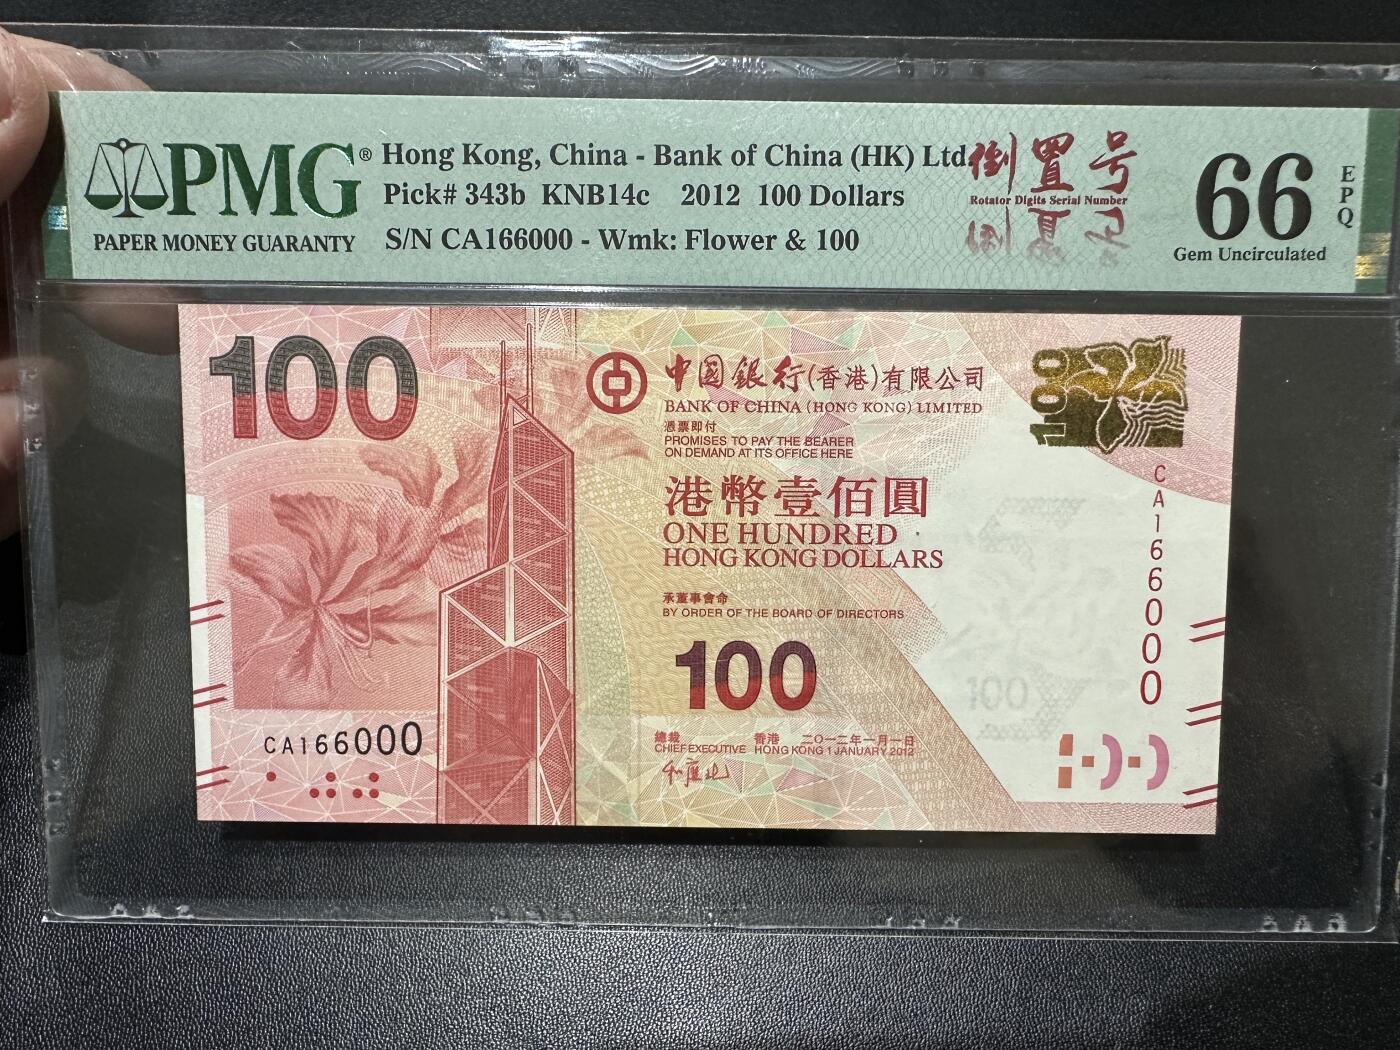 PMG®
PAPER MONEY GUARANTY
Hong Kong, China - Bank of China (HK) Ltd.
Pick# 343b KNB14c 2012 100 Dollars
S/N CA166000 - Wmk: Flower & 100
倒置号
Rotator Digits Serial Number
倒置号
66
EPQ
Gem Uncirculated
100
中國銀行(香港)有限公司
BANK OF CHINA (HONG KONG) LIMITED
憑票即付
PROMISES TO PAY THE BEARER
ON DEMAND AT ITS OFFICE HERE
港幣壹佰圓
ONE HUNDRED
HONG KONG DOLLARS
承董事會命
BY ORDER OF THE BOARD OF DIRECTORS
100
總裁 香港 二〇一二年一月一日
CHIEF EXECUTIVE HONG KONG 1 JANUARY 2012
CA166000
100
CA166000
100